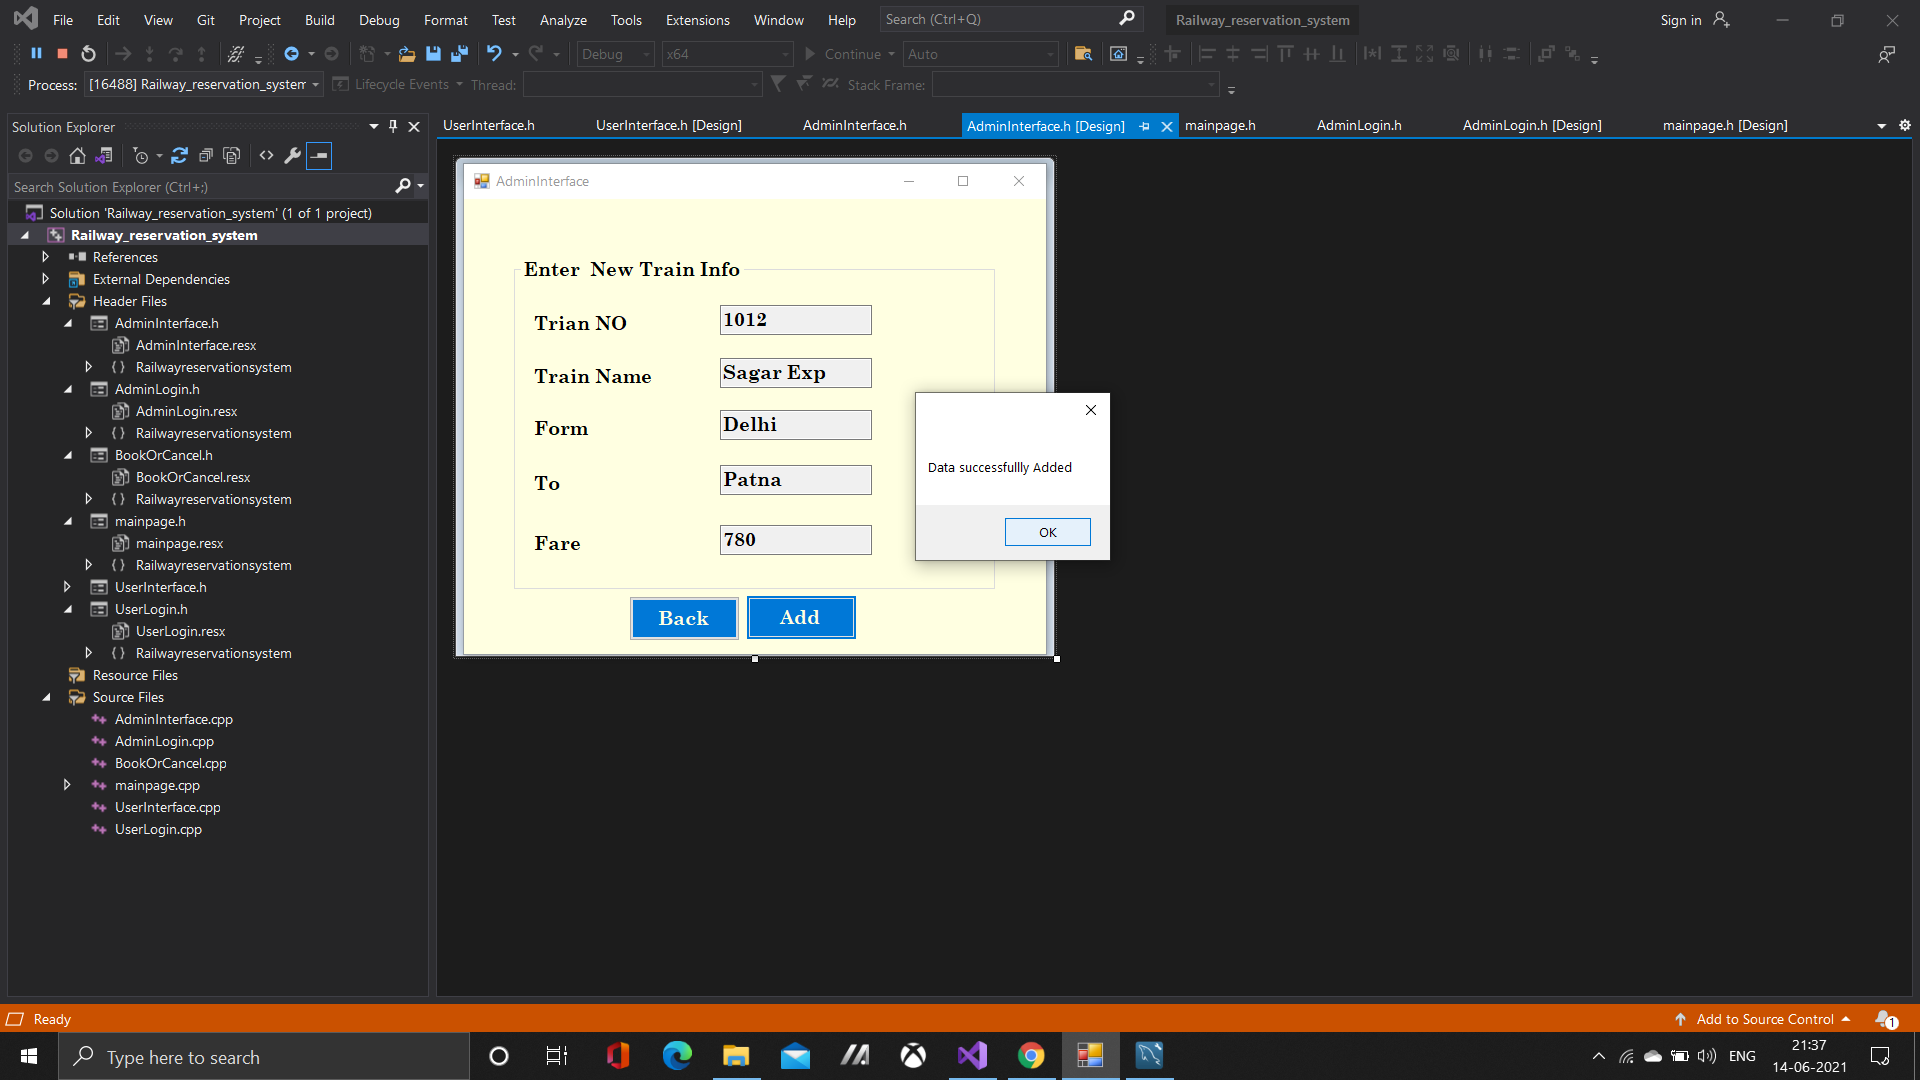 File Edit View Git Project Build Debug Format Test Analyze Tools Extensions Window Help Search (Ctrl+Q) Railway_reservation_system Sign in
Debug x64 Continue Auto
Process: [16488] Railway_reservation_system Lifecycle Events Thread: Stack Frame:
Solution Explorer
UserInterface.h UserInterface.h [Design] AdminInterface.h AdminInterface.h [Design] mainpage.h AdminLogin.h AdminLogin.h [Design] mainpage.h [Design]
Search Solution Explorer (Ctrl+;)
Solution 'Railway_reservation_system' (1 of 1 project)
Railway_reservation_system
References
External Dependencies
Header Files
AdminInterface.h
AdminInterface.resx
Railwayreservationsystem
AdminLogin.h
AdminLogin.resx
Railwayreservationsystem
BookOrCancel.h
BookOrCancel.resx
Railwayreservationsystem
mainpage.h
mainpage.resx
Railwayreservationsystem
UserInterface.h
UserLogin.h
UserLogin.resx
Railwayreservationsystem
Resource Files
Source Files
AdminInterface.cpp
AdminLogin.cpp
BookOrCancel.cpp
mainpage.cpp
UserInterface.cpp
UserLogin.cpp
AdminInterface
Enter New Train Info
Trian NO 1012
Train Name Sagar Exp
Form Delhi
To Patna
Fare 780
Back Add
Data successfullly Added
OK
Ready Add to Source Control 1
Type here to search ENG 21:37
14-06-2021